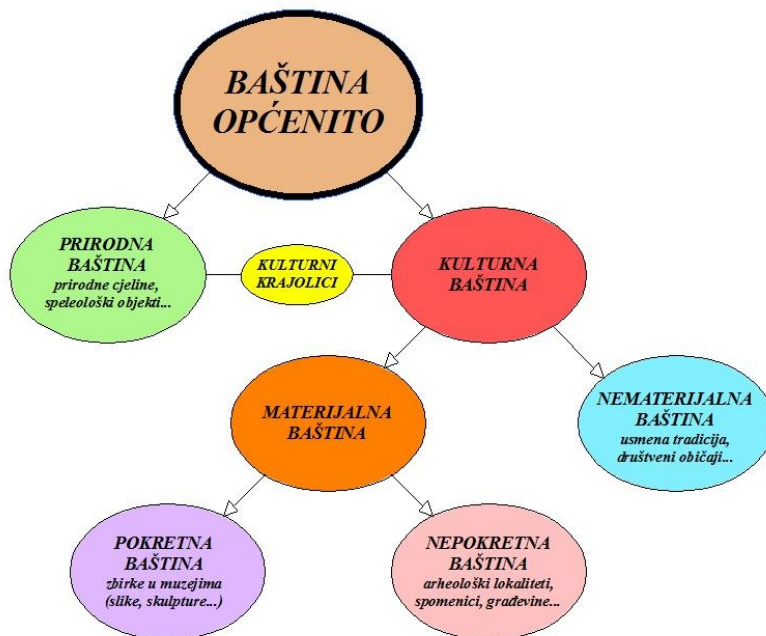 BAŠTINA
OPĆENITO
PRIRODNA
BAŠTINA
prirodne cjeline,
speleološki objekti...
KULTURNI
KRAJOLICI
KULTURNA
BAŠTINA
MATERIJALNA
BAŠTINA
NEMATERIJALNA
BAŠTINA
usmena tradicija,
društveni običaji...
POKRETNA
BAŠTINA
zbirke u muzejima
(slike, skulpture...)
NEPOKRETNA
BAŠTINA
arheološki lokaliteti,
spomenici, građevine...